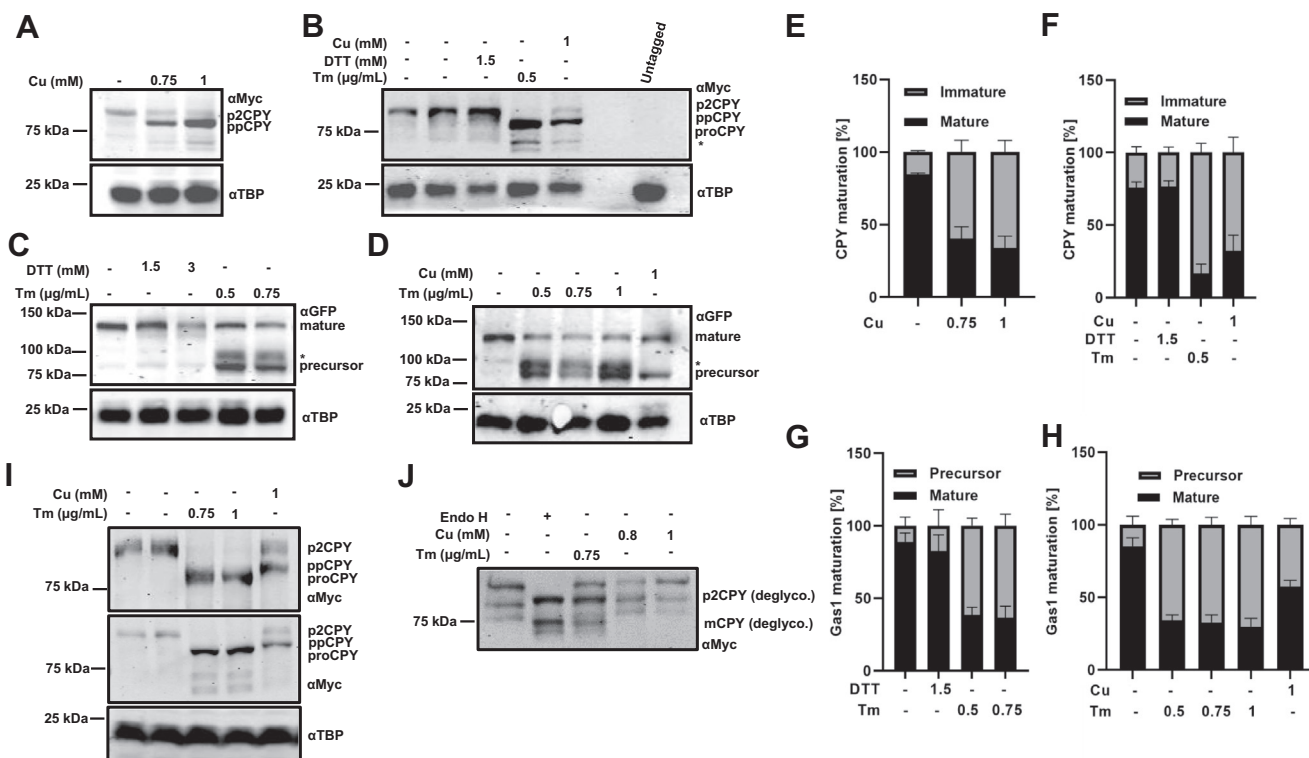 A
Cu (mM) - 0.75 1
αMyc
p2CPY
ppCPY
75 kDa
25 kDa
αTBP
B
Cu (mM) - - - - 1
DTT (mM) - - 1.5 - -
Tm (µg/mL) - - - 0.5 -
Untagged
αMyc
p2CPY
ppCPY
75 kDa
proCPY
*
25 kDa
αTBP
C
DTT (mM) - 1.5 3 - -
Tm (µg/mL) - - - 0.5 0.75
150 kDa
αGFP
mature
100 kDa
*
75 kDa
precursor
25 kDa
αTBP
D
Cu (mM) - - - - 1
Tm (µg/mL) - 0.5 0.75 1 -
150 kDa
αGFP
mature
100 kDa
*
75 kDa
precursor
25 kDa
αTBP
E
150
Immature
Mature
100
50
0
CPY maturation [%]
Cu - 0.75 1
F
150
Immature
Mature
100
50
0
CPY maturation [%]
Cu - - - 1
DTT - 1.5 - -
Tm - - 0.5 -
G
150
Precursor
Mature
100
50
0
Gas1 maturation [%]
DTT - 1.5 - -
Tm - - 0.5 0.75
H
150
Precursor
Mature
100
50
0
Gas1 maturation [%]
Cu - - - - 1
Tm - 0.5 0.75 1 -
I
Cu (mM) - - - - 1
Tm (µg/mL) - - 0.75 1 -
p2CPY
ppCPY
75 kDa
proCPY
αMyc
p2CPY
ppCPY
proCPY
75 kDa
αMyc
25 kDa
αTBP
J
Endo H - + - - -
Cu (mM) - - - 0.8 1
Tm (µg/mL) - - 0.75 - -
p2CPY (deglyco.)
75 kDa
mCPY (deglyco.)
αMyc